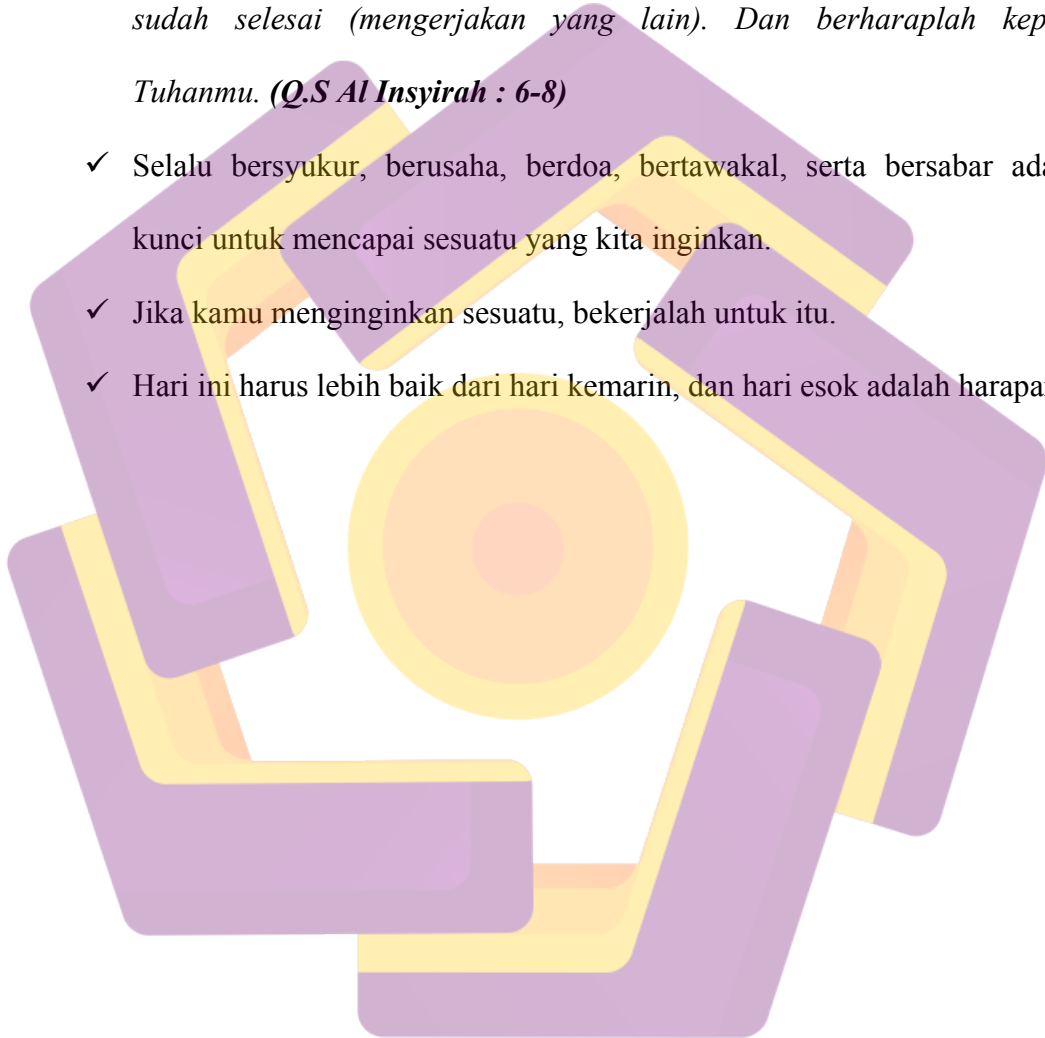 sudah selesai (mengerjakan yang lain). Dan berharaplah kep
Tuhanmu. (Q.S Al Insyirah : 6-8)
✓ Selalu bersyukur, berusaha, berdoa, bertawakal, serta bersabar ada
kunci untuk mencapai sesuatu yang kita inginkan.
✓ Jika kamu menginginkan sesuatu, bekerjalah untuk itu.
✓ Hari ini harus lebih baik dari hari kemarin, dan hari esok adalah harapan